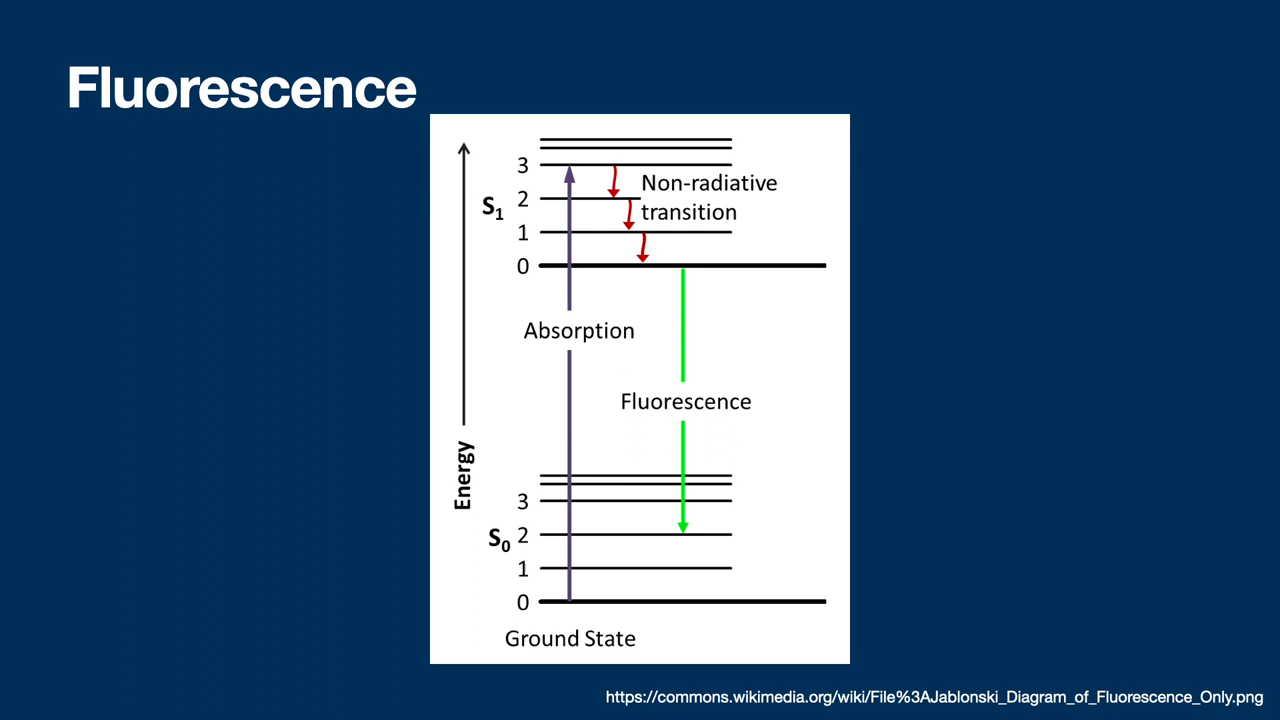 Fluorescence
3
Non-radiative
2
transition
S₁
1
0
Absorption
Fluorescence
Energy
3
2
S₀
1
0
Ground State
https://commons.wikimedia.org/wiki/File%3AJablonski_Diagram_of_Fluorescence_Only.png